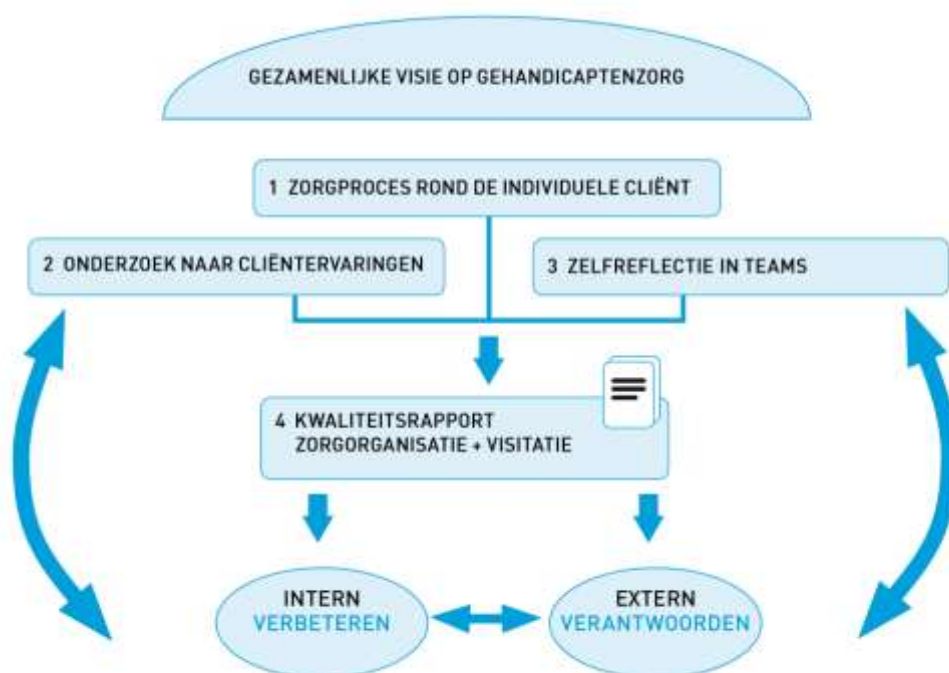 GEZAMENLIJKE VISIE OP GEHANDICAPTENZORG
1 ZORGPROCES ROND DE INDIVIDUELE CLIËNT
2 ONDERZOEK NAAR CLIËNTERVARINGEN
3 ZELFREFLECTIE IN TEAMS
4 KWALITEITSRAPPORT
ZORGORGANISATIE + VISITATIE
INTERN
VERBETEREN
EXTERN
VERANTWOORDEN